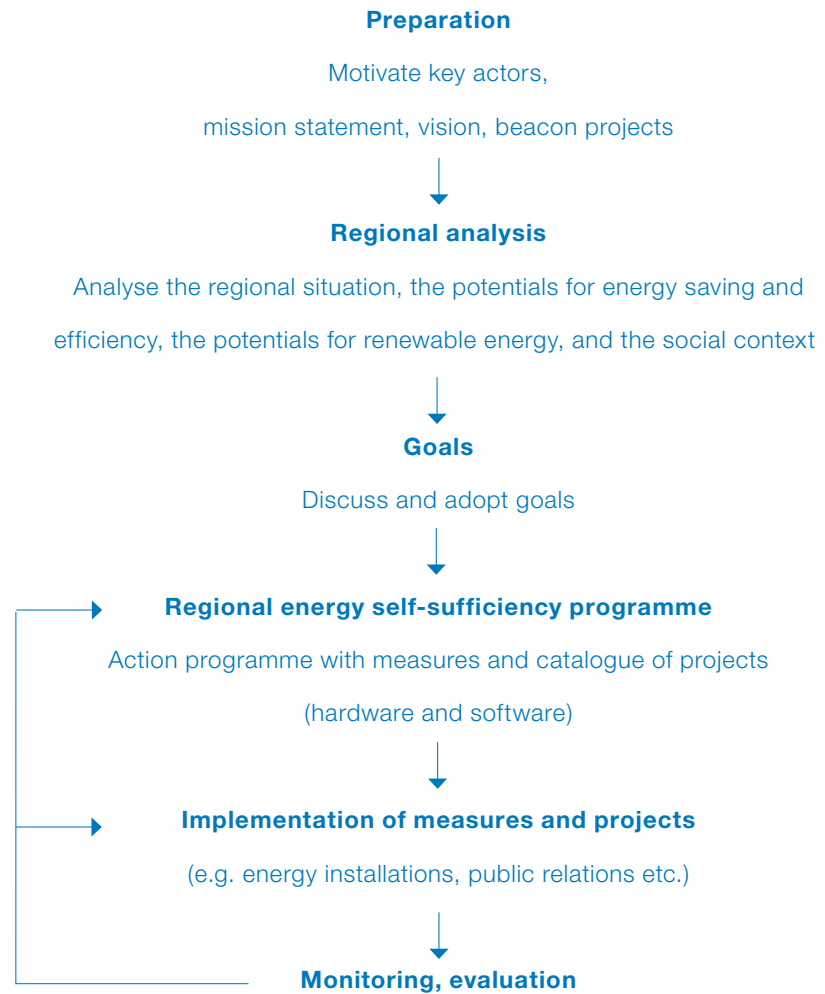 Preparation
Motivate key actors,
mission statement, vision, beacon projects
Regional analysis
Analyse the regional situation, the potentials for energy saving and
efficiency, the potentials for renewable energy, and the social context
Goals
Discuss and adopt goals
Regional energy self-sufficiency programme
Action programme with measures and catalogue of projects
(hardware and software)
Implementation of measures and projects
(e.g. energy installations, public relations etc.)
Monitoring, evaluation